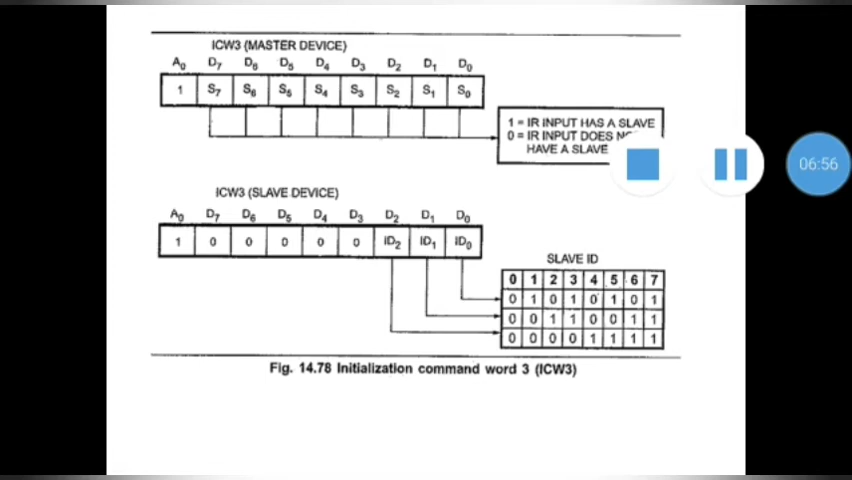 ICW3 (MASTER DEVICE)
A0 D7 D6 D5 D4 D3 D2 D1 D0
1 S7 S6 S5 S4 S3 S2 S1 S0
1 = IR INPUT HAS A SLAVE
0 = IR INPUT DOES
HAVE A SLAVE
06:56
ICW3 (SLAVE DEVICE)
A0 D7 D6 D5 D4 D3 D2 D1 D0
1 0 0 0 0 0 ID2 ID1 ID0
SLAVE ID
0 1 2 3 4 5 6 7
0 1 0 1 0 1 0 1
0 0 1 1 0 0 1 1
0 0 0 0 1 1 1 1
Fig. 14.78 Initialization command word 3 (ICW3)